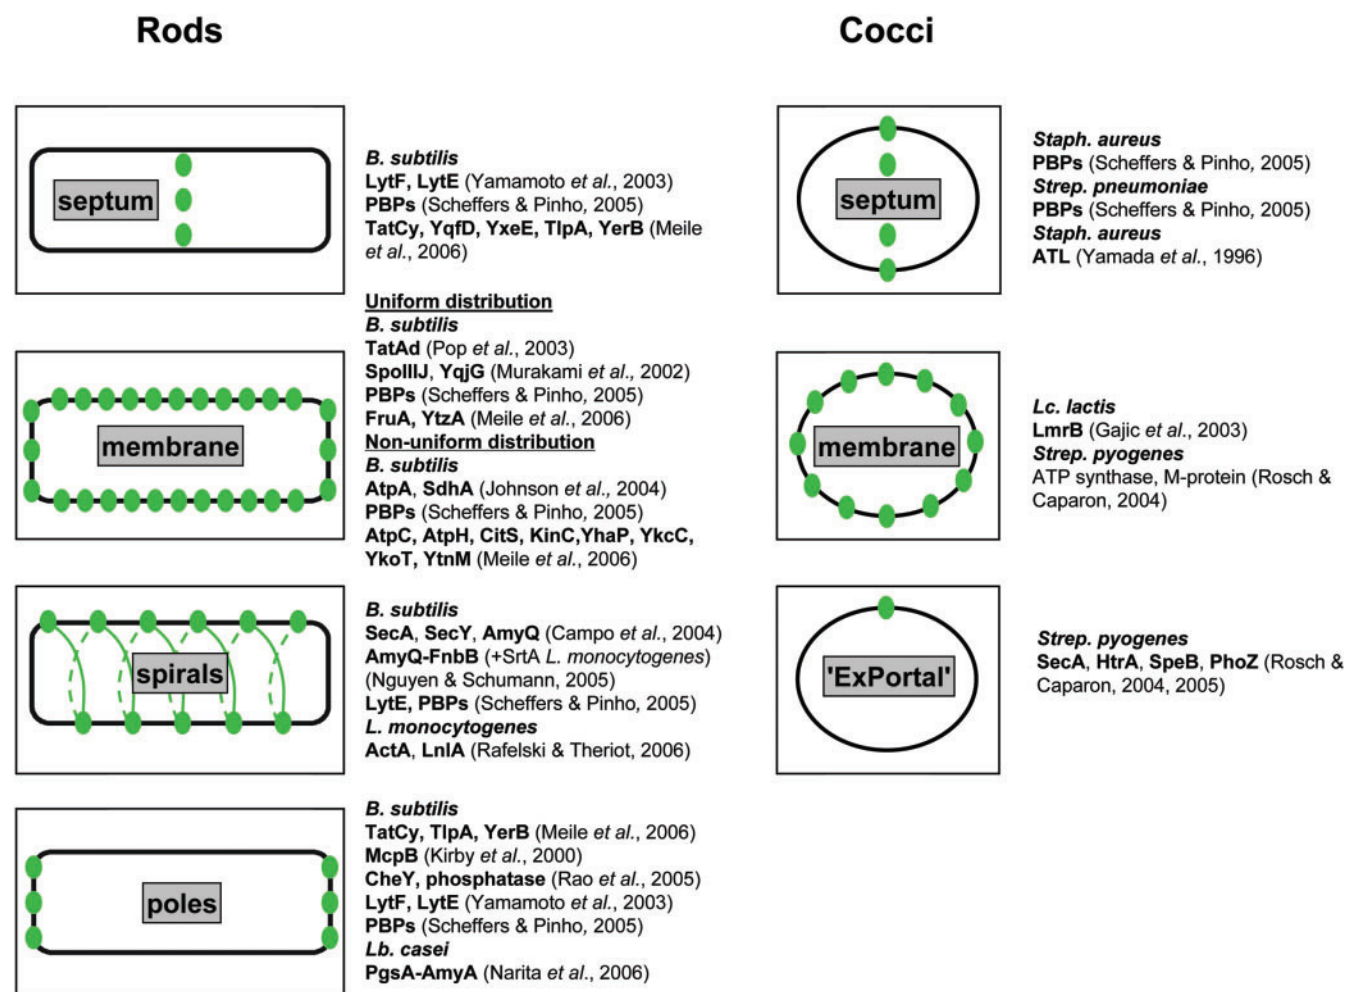 Rods
septum
B. subtilis
LytF, LytE (Yamamoto et al., 2003)
PBPs (Scheffers & Pinho, 2005)
TatCy, YqfD, YxeE, TlpA, YerB (Meile
et al., 2006)
membrane
Uniform distribution
B. subtilis
TatAd (Pop et al., 2003)
SpoIIIJ, YqjG (Murakami et al., 2002)
PBPs (Scheffers & Pinho, 2005)
FruA, YtzA (Meile et al., 2006)
Non-uniform distribution
B. subtilis
AtpA, SdhA (Johnson et al., 2004)
PBPs (Scheffers & Pinho, 2005)
AtpC, AtpH, CitS, KinC,YhaP, YkcC,
YkoT, YtnM (Meile et al., 2006)
spirals
B. subtilis
SecA, SecY, AmyQ (Campo et al., 2004)
AmyQ-FnbB (+SrtA L. monocytogenes)
(Nguyen & Schumann, 2005)
LytE, PBPs (Scheffers & Pinho, 2005)
L. monocytogenes
ActA, LnlA (Rafelski & Theriot, 2006)
poles
B. subtilis
TatCy, TlpA, YerB (Meile et al., 2006)
McpB (Kirby et al., 2000)
CheY, phosphatase (Rao et al., 2005)
LytF, LytE (Yamamoto et al., 2003)
PBPs (Scheffers & Pinho, 2005)
Lb. casei
PgsA-AmyA (Narita et al., 2006)
Cocci
septum
Staph. aureus
PBPs (Scheffers & Pinho, 2005)
Strep. pneumoniae
PBPs (Scheffers & Pinho, 2005)
Staph. aureus
ATL (Yamada et al., 1996)
membrane
Lc. lactis
LmrB (Gajic et al., 2003)
Strep. pyogenes
ATP synthase, M-protein (Rosch &
Caparon, 2004)
'ExPortal'
Strep. pyogenes
SecA, HtrA, SpeB, PhoZ (Rosch &
Caparon, 2004, 2005)